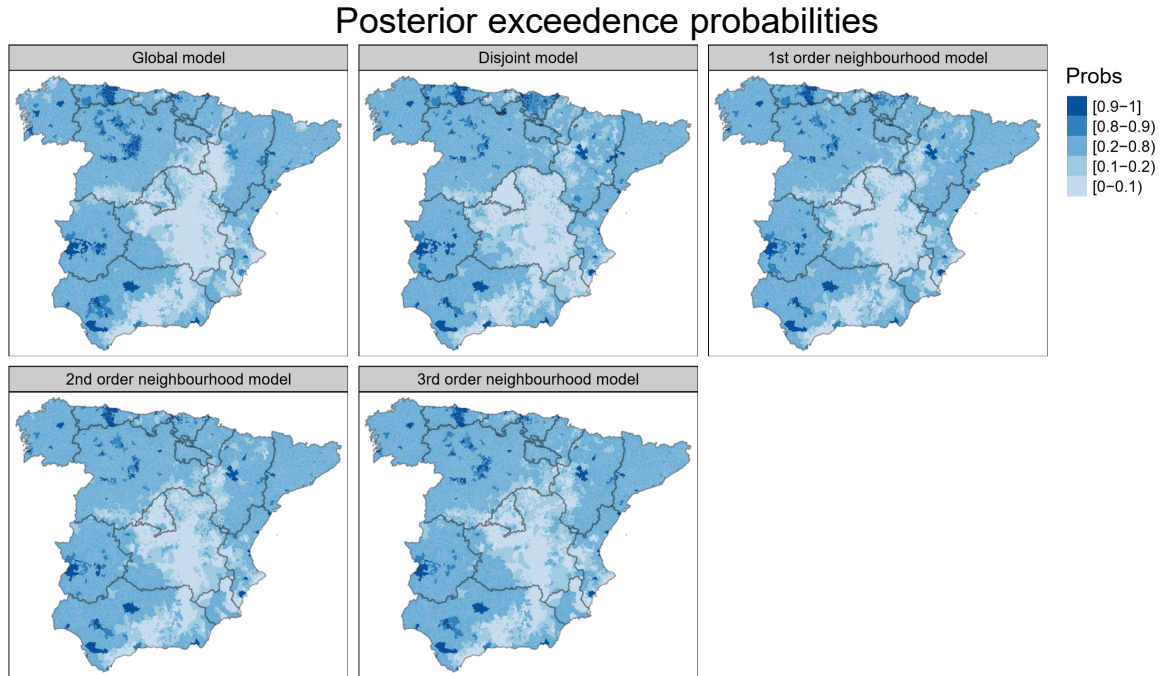 Posterior exceedence probabilities
Global model
Disjoint model
1st order neighbourhood model
Probs
[0.9−1]
[0.8−0.9)
[0.2−0.8)
[0.1−0.2)
[0−0.1)
2nd order neighbourhood model
3rd order neighbourhood model